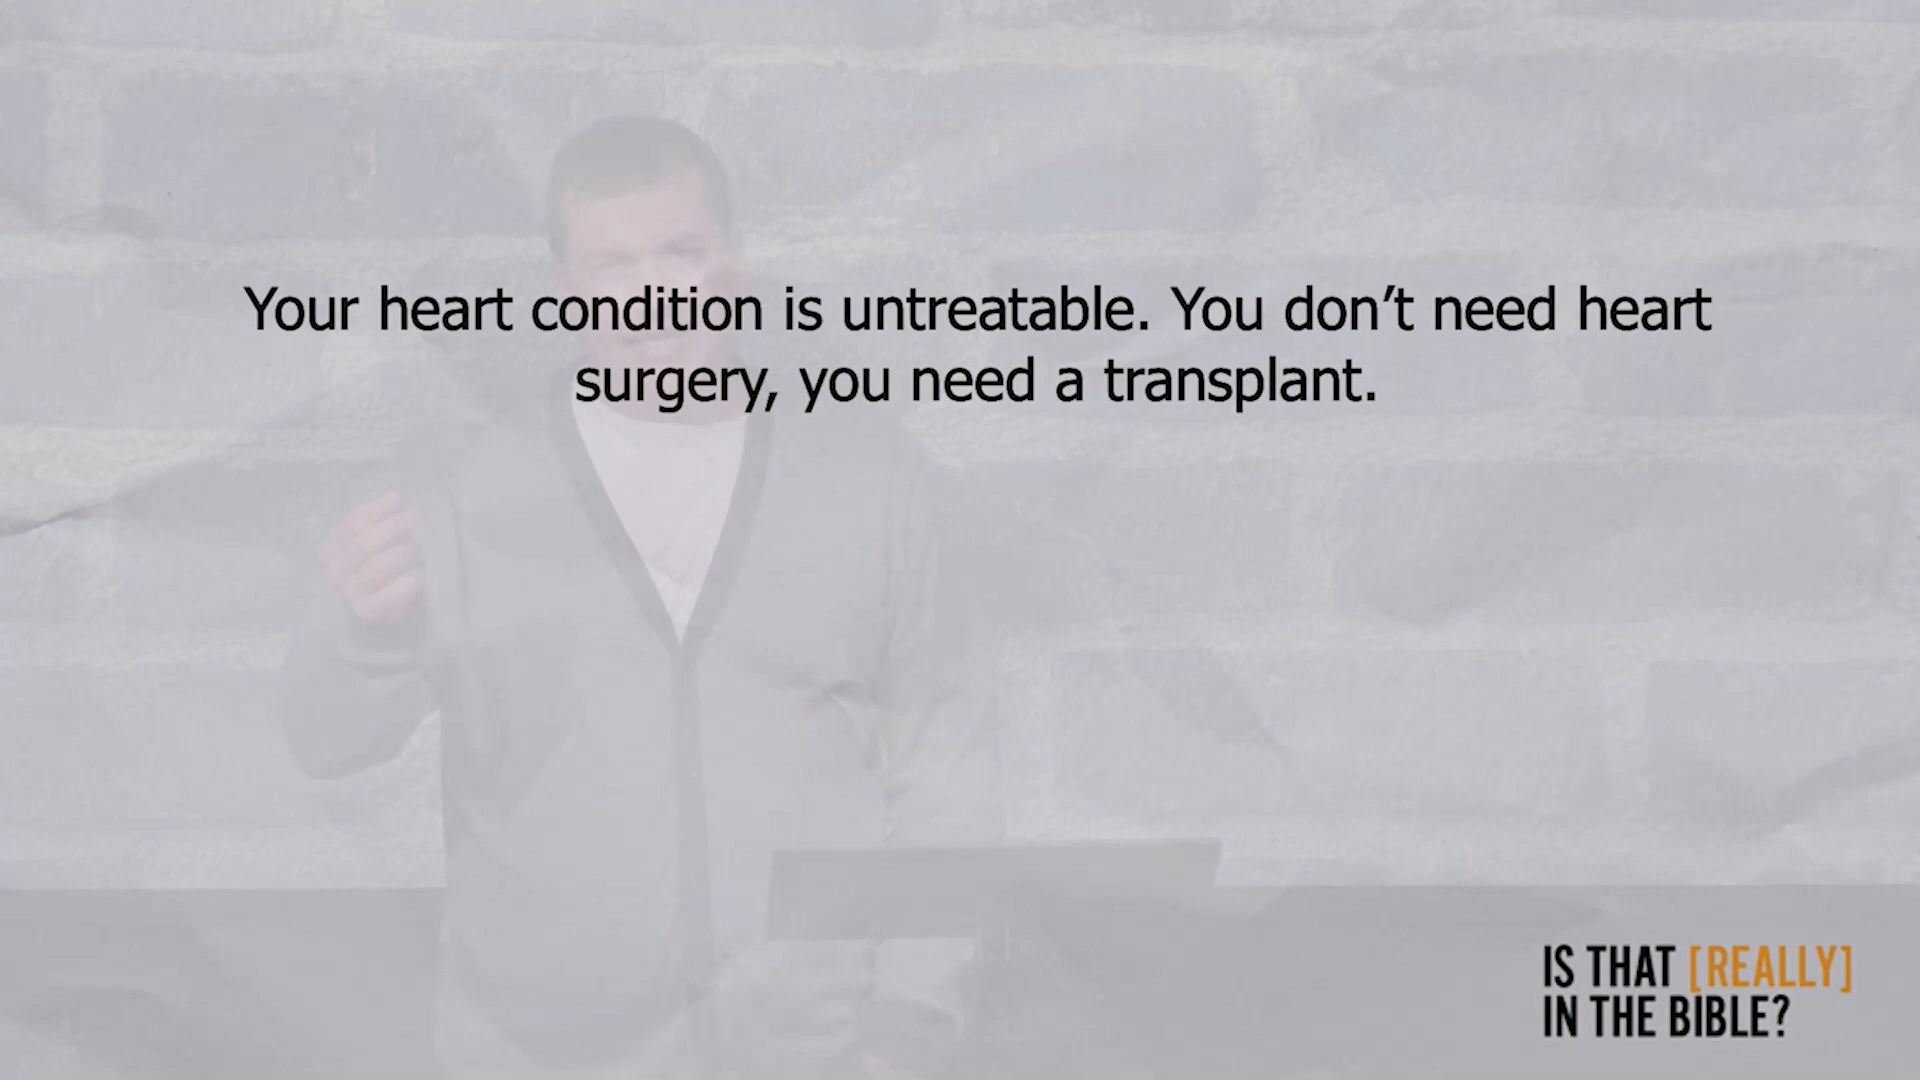 Your heart condition is untreatable. You don’t need heart
surgery, you need a transplant.
IS THAT [REALLY]
IN THE BIBLE?